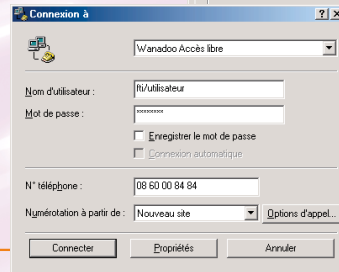 Connexion à
Wanadoo Accès libre
Nom d'utilisateur :
fti/utilisateur
Mot de passe :
xxxxxxxx
Enregistrer le mot de passe
Connexion automatique
N° téléphone :
08 60 00 84 84
Numérotation à partir de :
Nouveau site
Options d'appel...
Connecter
Propriétés
Annuler